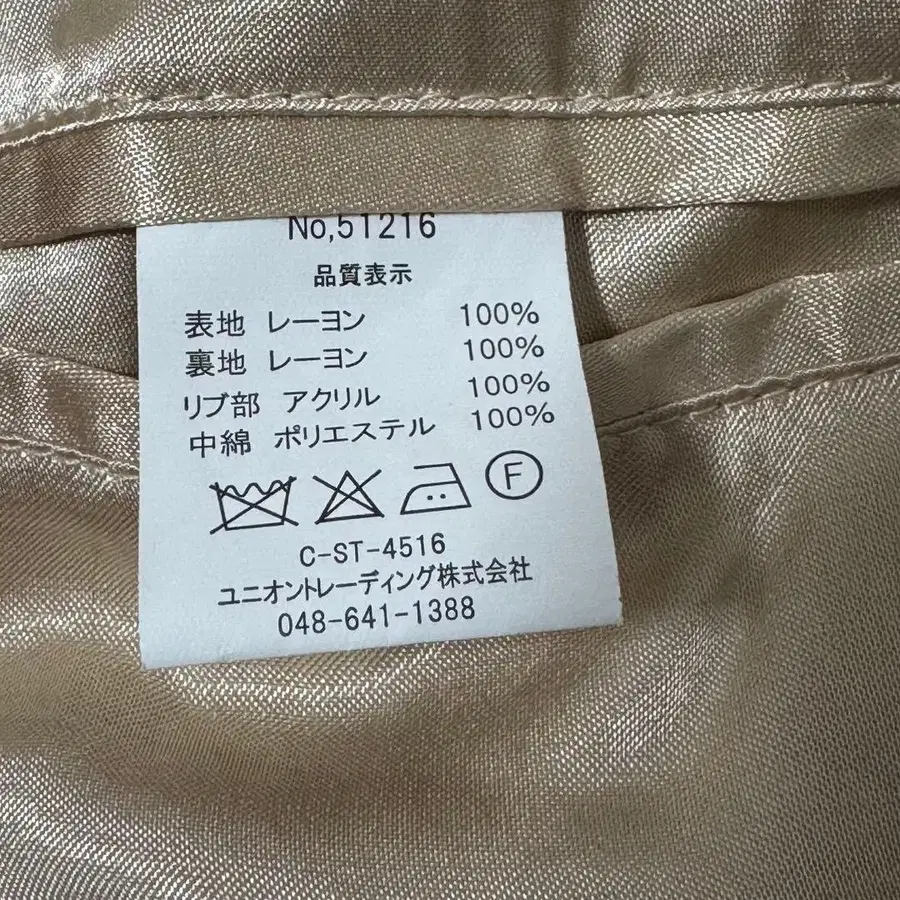 No,51216
品質表示
表地 レーヨン 100%
裏地 レーヨン 100%
リブ部 アクリル 100%
中綿 ポリエステル 100%
F
C-ST-4516
ユニオントレーディング株式会社
048-641-1388